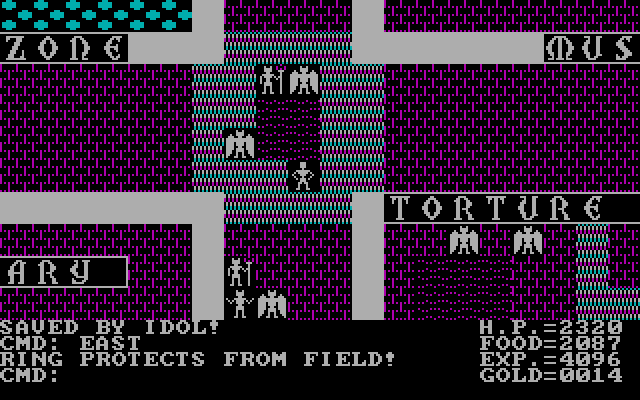 ZONE
MUS
TORTURE
ARY
SAVED BY IDOL!
CMD: EAST
RING PROTECTS FROM FIELD!
CMD:
H.P.=2320
FOOD=2087
EXP.=4096
GOLD=0014